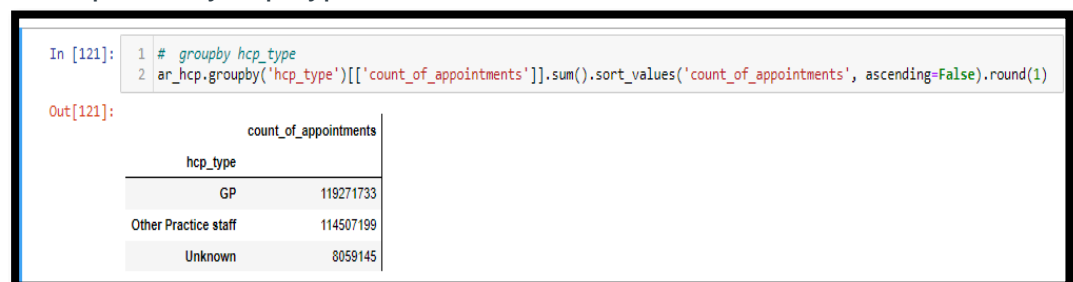 In [121]:
1 # groupby hcp_type
2 ar_hcp.groupby('hcp_type')[['count_of_appointments']].sum().sort_values('count_of_appointments', ascending=False).round(1)
Out[121]:
count_of_appointments
hcp_type
GP 119271733
Other Practice staff 114507199
Unknown 8059145